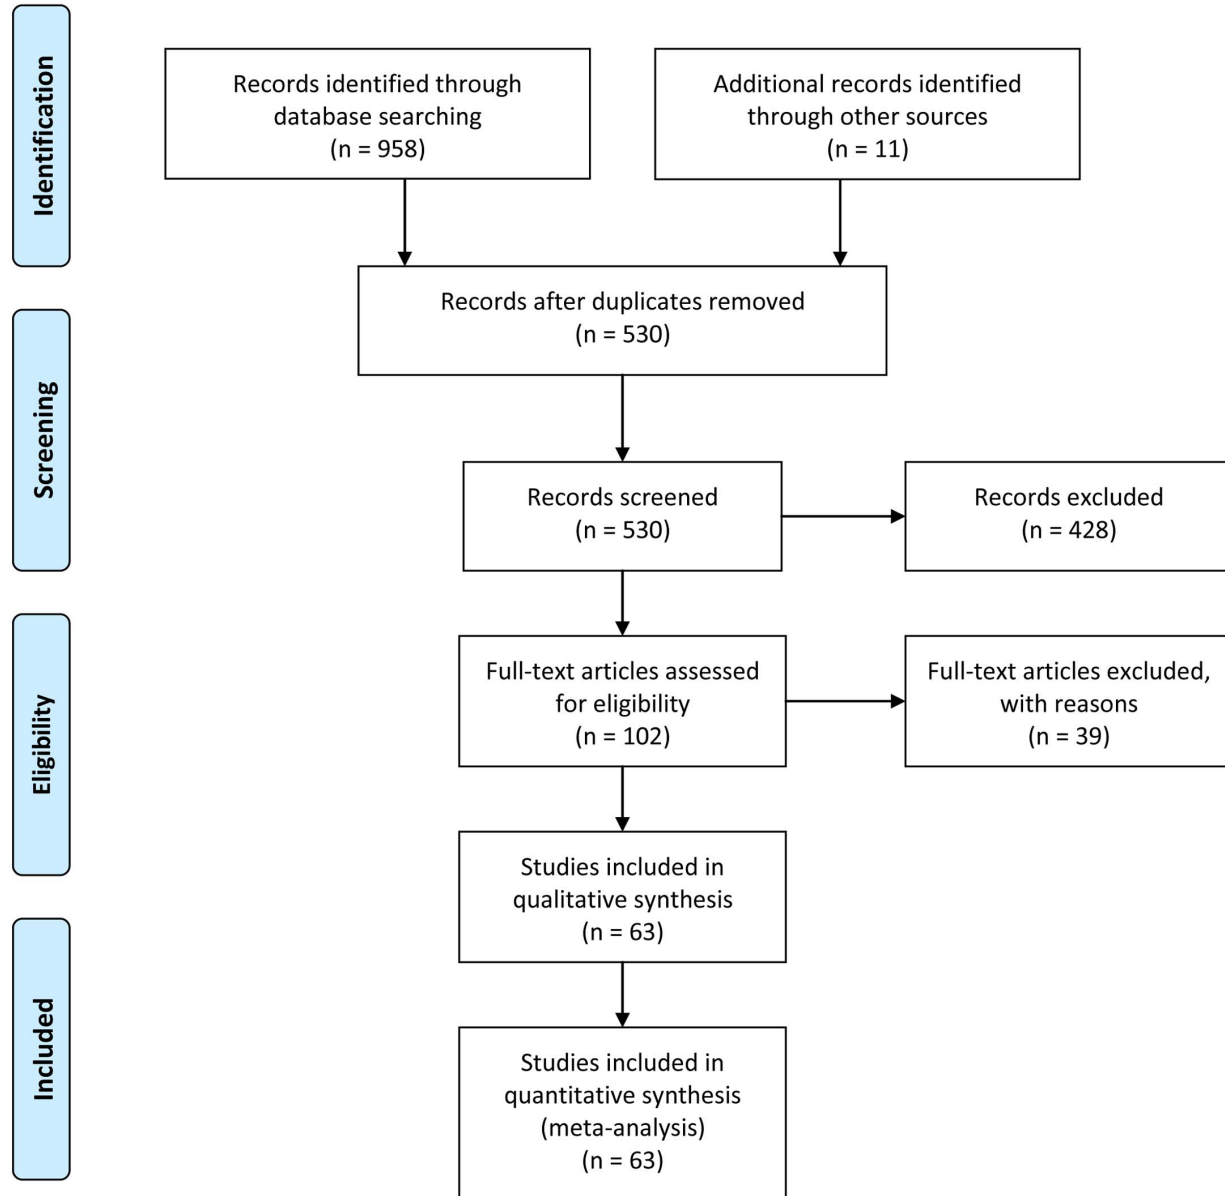 Identification
Records identified through
database searching
(n = 958)
Additional records identified
through other sources
(n = 11)
Records after duplicates removed
(n = 530)
Screening
Records screened
(n = 530)
Records excluded
(n = 428)
Eligibility
Full-text articles assessed
for eligibility
(n = 102)
Full-text articles excluded,
with reasons
(n = 39)
Studies included in
qualitative synthesis
(n = 63)
Included
Studies included in
quantitative synthesis
(meta-analysis)
(n = 63)